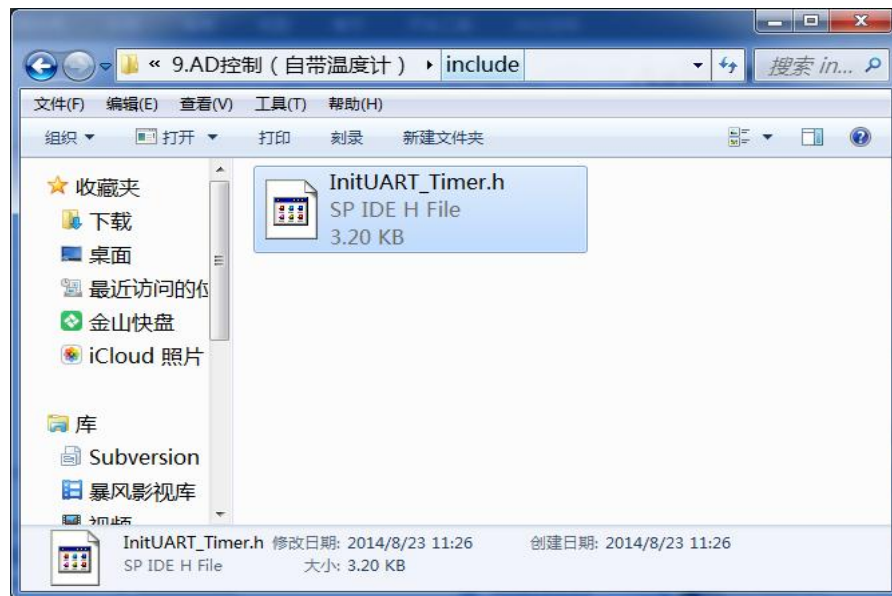 « 9.AD控制（自带温度计） include
搜索 in...
文件(F) 编辑(E) 查看(V) 工具(T) 帮助(H)
组织 打开 打印 刻录 新建文件夹
收藏夹
下载
桌面
最近访问的位
金山快盘
iCloud 照片
库
Subversion
暴风影视库
视频
InitUART_Timer.h
SP IDE H File
3.20 KB
InitUART_Timer.h 修改日期: 2014/8/23 11:26 创建日期: 2014/8/23 11:26
SP IDE H File 大小: 3.20 KB